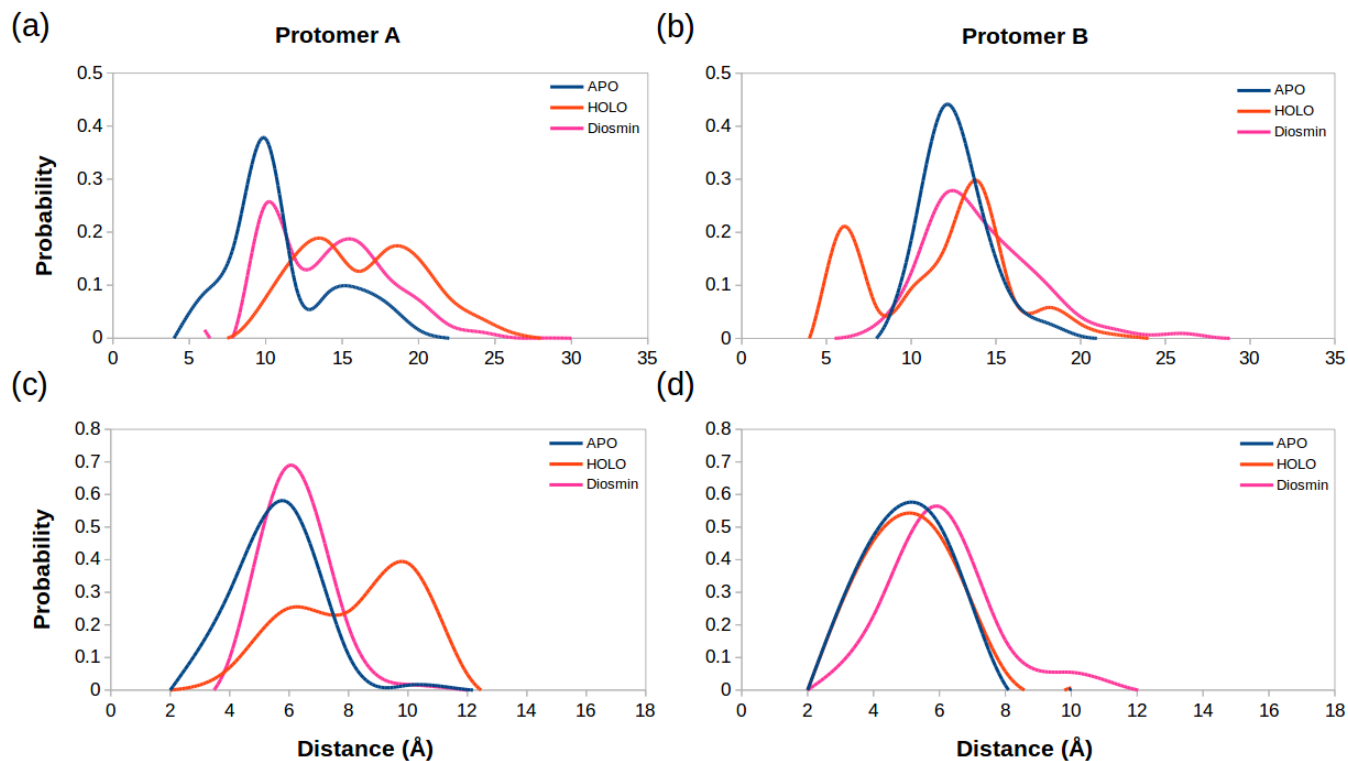 (a)
Protomer A
(b)
Protomer B
Probability
0.5
0.4
0.3
0.2
0.1
0
0 5 10 15 20 25 30 35
APO
HOLO
Diosmin
0.5
0.4
0.3
0.2
0.1
0
0 5 10 15 20 25 30 35
APO
HOLO
Diosmin
(c)
(d)
Probability
0.8
0.7
0.6
0.5
0.4
0.3
0.2
0.1
0
0 2 4 6 8 10 12 14 16 18
APO
HOLO
Diosmin
Distance (Å)
0.8
0.7
0.6
0.5
0.4
0.3
0.2
0.1
0
0 2 4 6 8 10 12 14 16 18
APO
HOLO
Diosmin
Distance (Å)